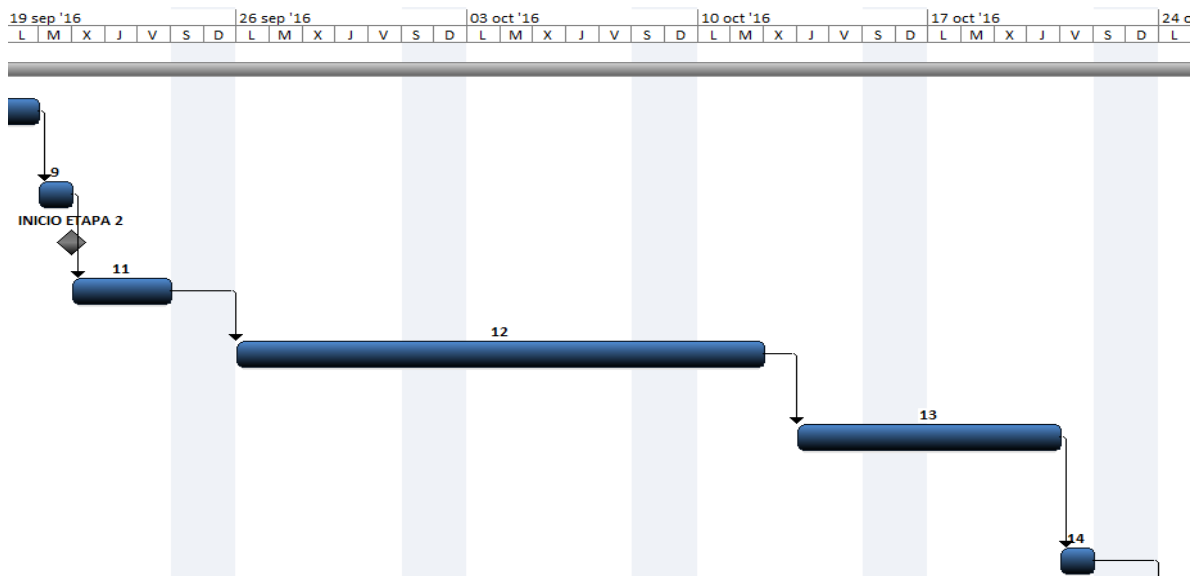 19 sep '16 26 sep '16 03 oct '16 10 oct '16 17 oct '16 24 o
L M X J V S D L M X J V S D L M X J V S D L M X J V S D L M X J V S D L
9
INICIO ETAPA 2
11
12
13
14